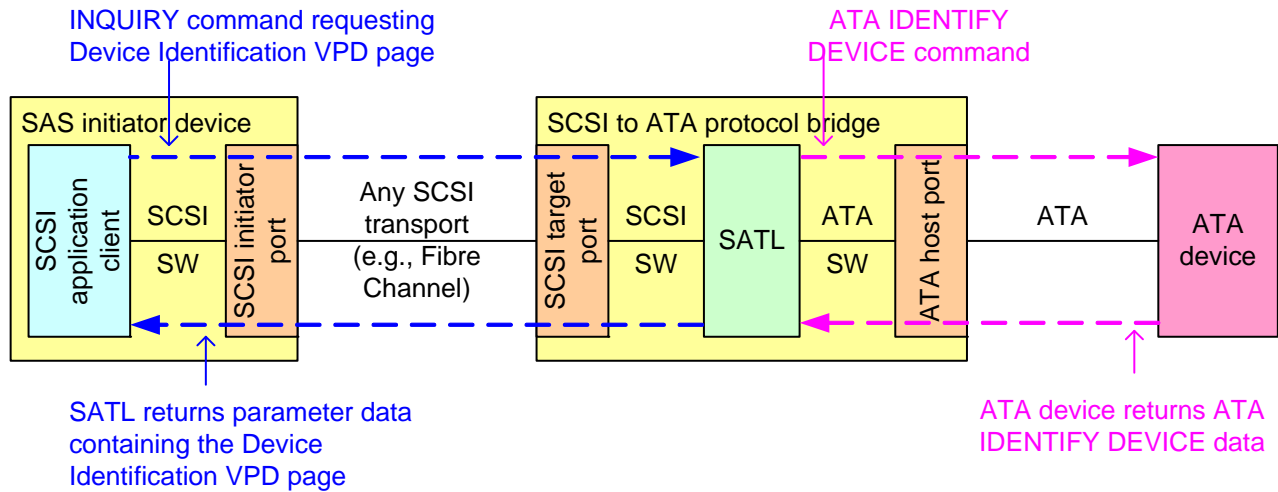 INQUIRY command requesting
Device Identification VPD page
ATA IDENTIFY
DEVICE command
SAS initiator device
SCSI to ATA protocol bridge
SCSI
application
client
SCSI
SW
SCSI initiator
port
Any SCSI
transport
(e.g., Fibre
Channel)
SCSI target
port
SCSI
SW
SATL
ATA
SW
ATA host port
ATA
ATA
device
SATL returns parameter data
containing the Device
Identification VPD page
ATA device returns ATA
IDENTIFY DEVICE data